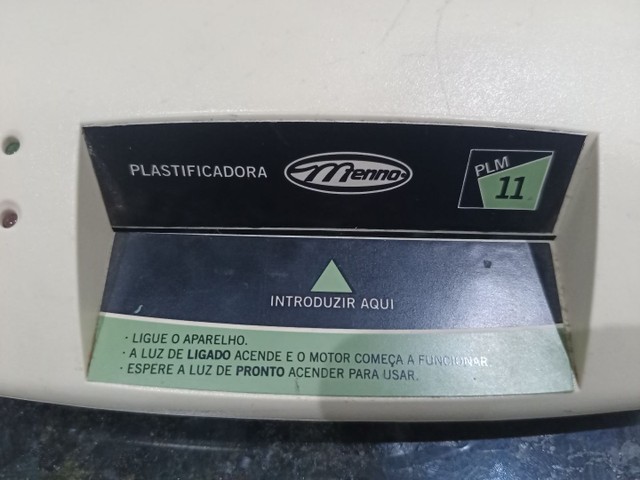 PLASTIFICADORA
Menno
PLM
11
INTRODUZIR AQUI
· LIGUE O APARELHO.
· A LUZ DE LIGADO ACENDE E O MOTOR COMEÇA A FUNCIONAR
· ESPERE A LUZ DE PRONTO ACENDER PARA USAR.